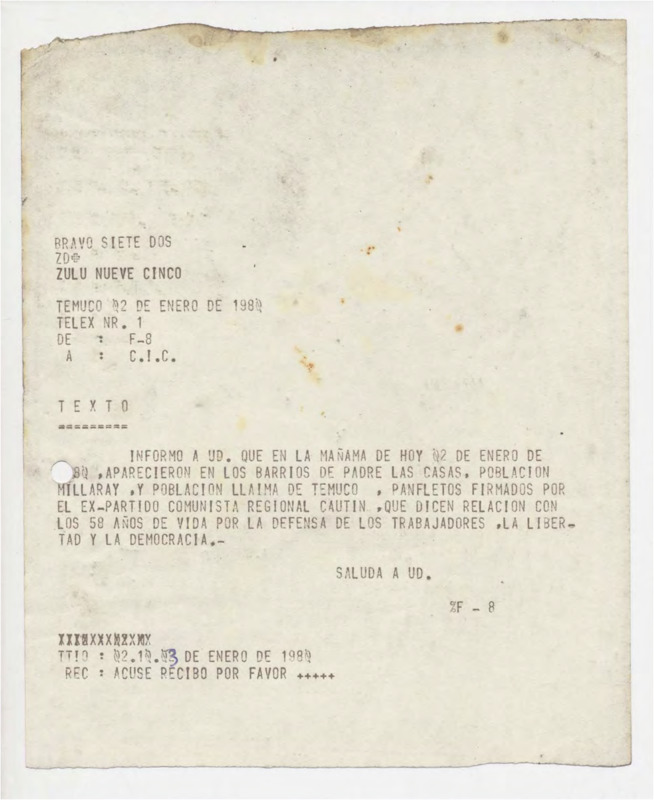 BRAVO SIETE DOS
ZD+
ZULU NUEVE CINCO
TEMUCO 02 DE ENERO DE 1980
TELEX NR. 1
DE : F-8
A : C.I.C.
T E X T O
=========
INFORMO A UD. QUE EN LA MAÑAMA DE HOY 02 DE ENERO DE
80 ,APARECIERON EN LOS BARRIOS DE PADRE LAS CASAS, POBLACION
MILLARAY ,Y POBLACION LLAIMA DE TEMUCO , PANFLETOS FIRMADOS POR
EL EX-PARTIDO COMUNISTA REGIONAL CAUTIN ,QUE DICEN RELACION CON
LOS 58 AÑOS DE VIDA POR LA DEFENSA DE LOS TRABAJADORES ,LA LIBER-
TAD Y LA DEMOCRACIA.-
SALUDA A UD.
%F - 8
TTIO : 02.10.03 DE ENERO DE 1980
REC : ACUSE RECIBO POR FAVOR +++++